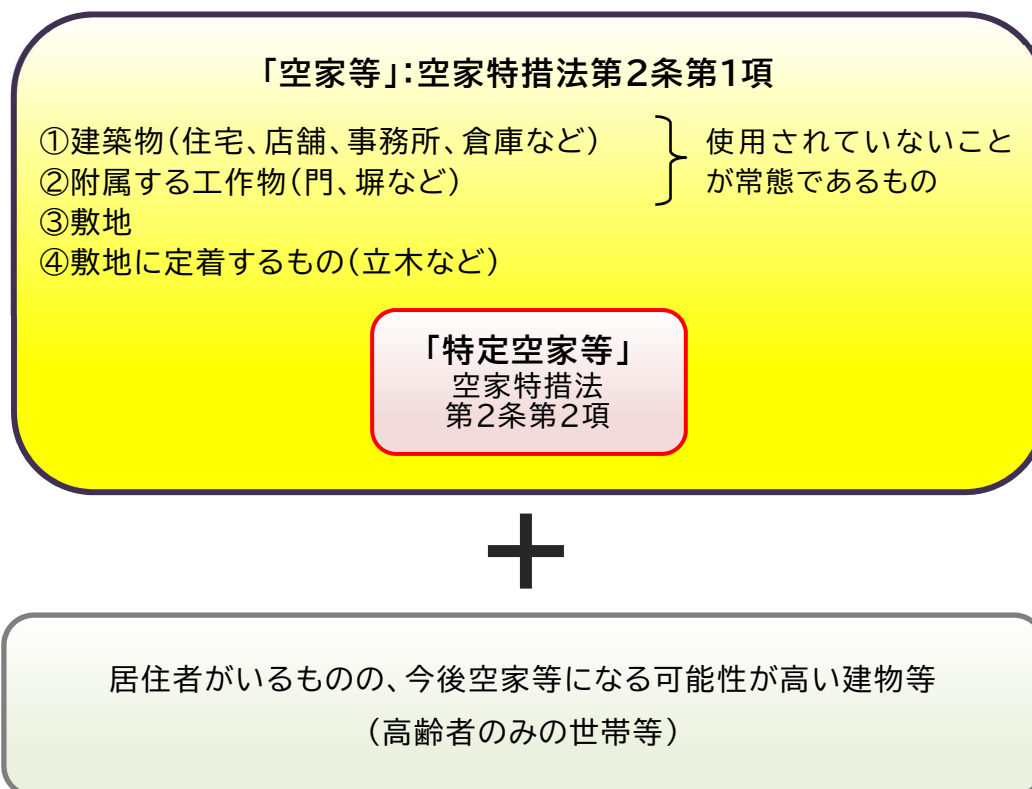 「空家等」：空家特措法第２条第１項
①建築物（住宅、店舗、事務所、倉庫など）
②附属する工作物（門、塀など）
③敷地
④敷地に定着するもの（立木など）
使用されていないこと
が常態であるもの
「特定空家等」
空家特措法
第２条第２項
＋
居住者がいるものの、今後空家等になる可能性が高い建物等
（高齢者のみの世帯等）